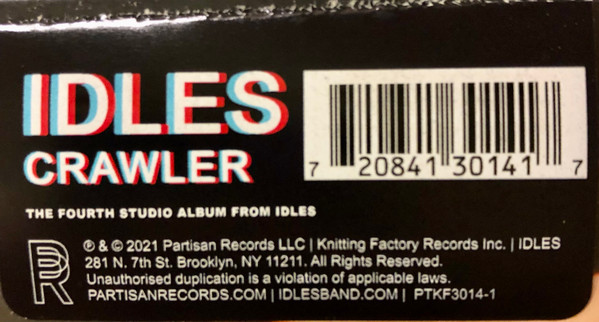 IDLES
CRAWLER
7 20841 30141 7
THE FOURTH STUDIO ALBUM FROM IDLES
℗ & © 2021 Partisan Records LLC | Knitting Factory Records Inc. | IDLES
281 N. 7th St. Brooklyn, NY 11211. All Rights Reserved.
Unauthorised duplication is a violation of applicable laws.
PARTISANRECORDS.COM | IDLESBAND.COM | PTKF3014-1